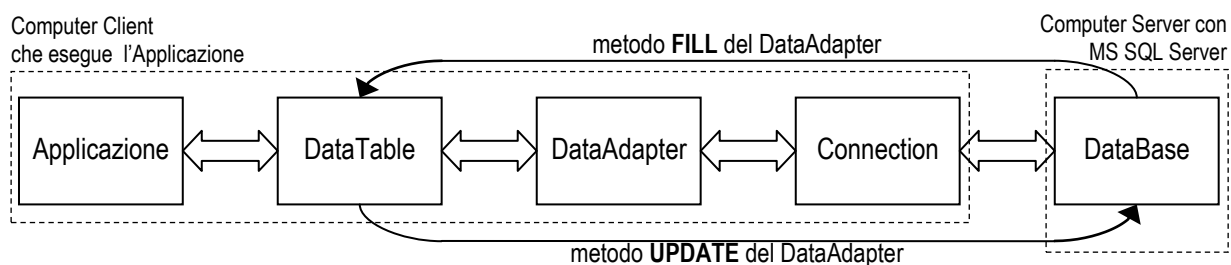 Computer Client
che esegue l'Applicazione
metodo FILL del DataAdapter
Computer Server con
MS SQL Server
Applicazione
DataTable
DataAdapter
Connection
DataBase
metodo UPDATE del DataAdapter